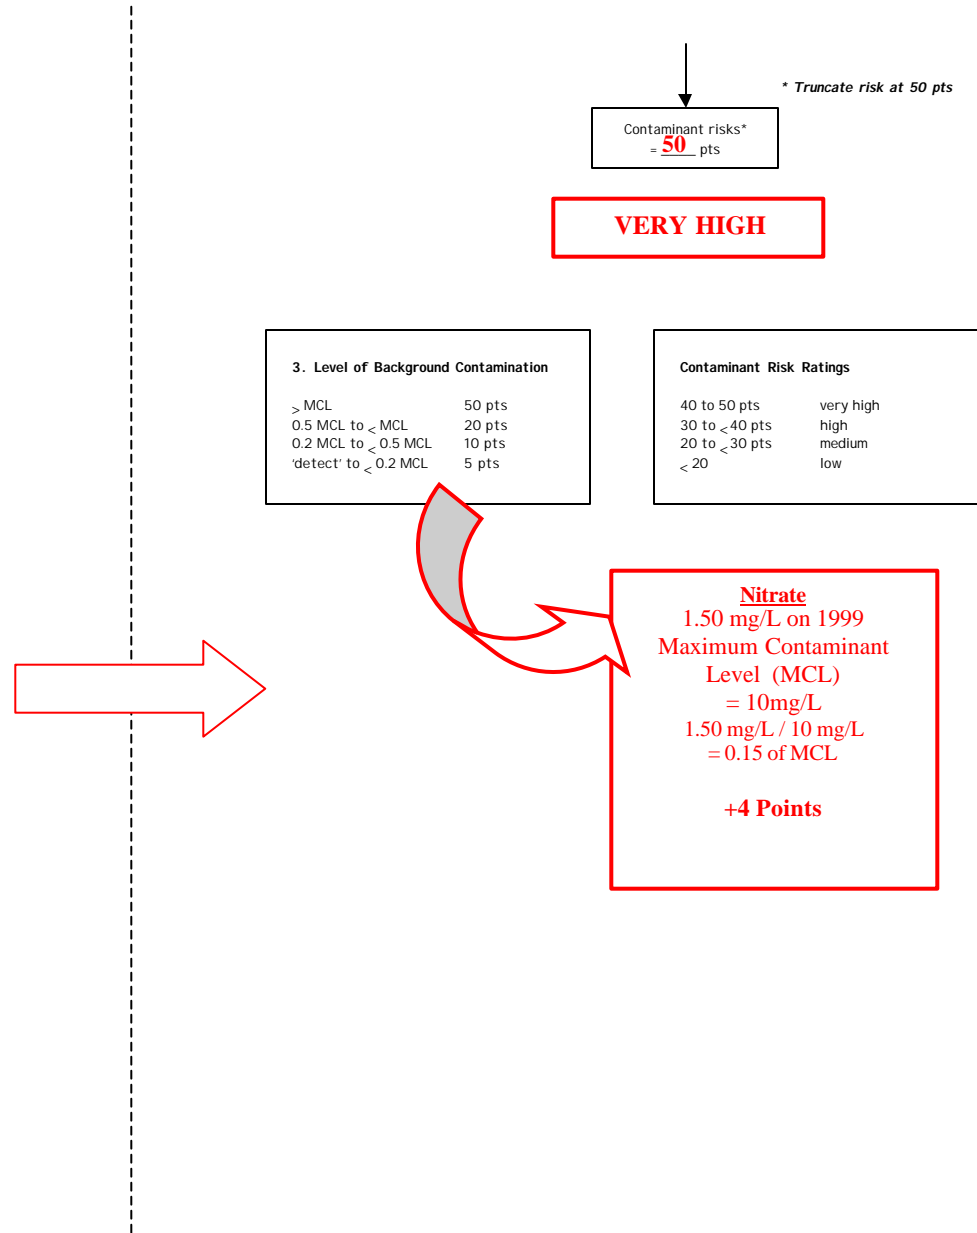 * Truncate risk at 50 pts
Contaminant risks*
= 50 pts
VERY HIGH
3. Level of Background Contamination
> MCL 50 pts
0.5 MCL to < MCL 20 pts
0.2 MCL to < 0.5 MCL 10 pts
'detect' to < 0.2 MCL 5 pts
Contaminant Risk Ratings
40 to 50 pts very high
30 to < 40 pts high
20 to < 30 pts medium
< 20 low
Nitrate
1.50 mg/L on 1999
Maximum Contaminant
Level (MCL)
= 10mg/L
1.50 mg/L / 10 mg/L
= 0.15 of MCL
+4 Points